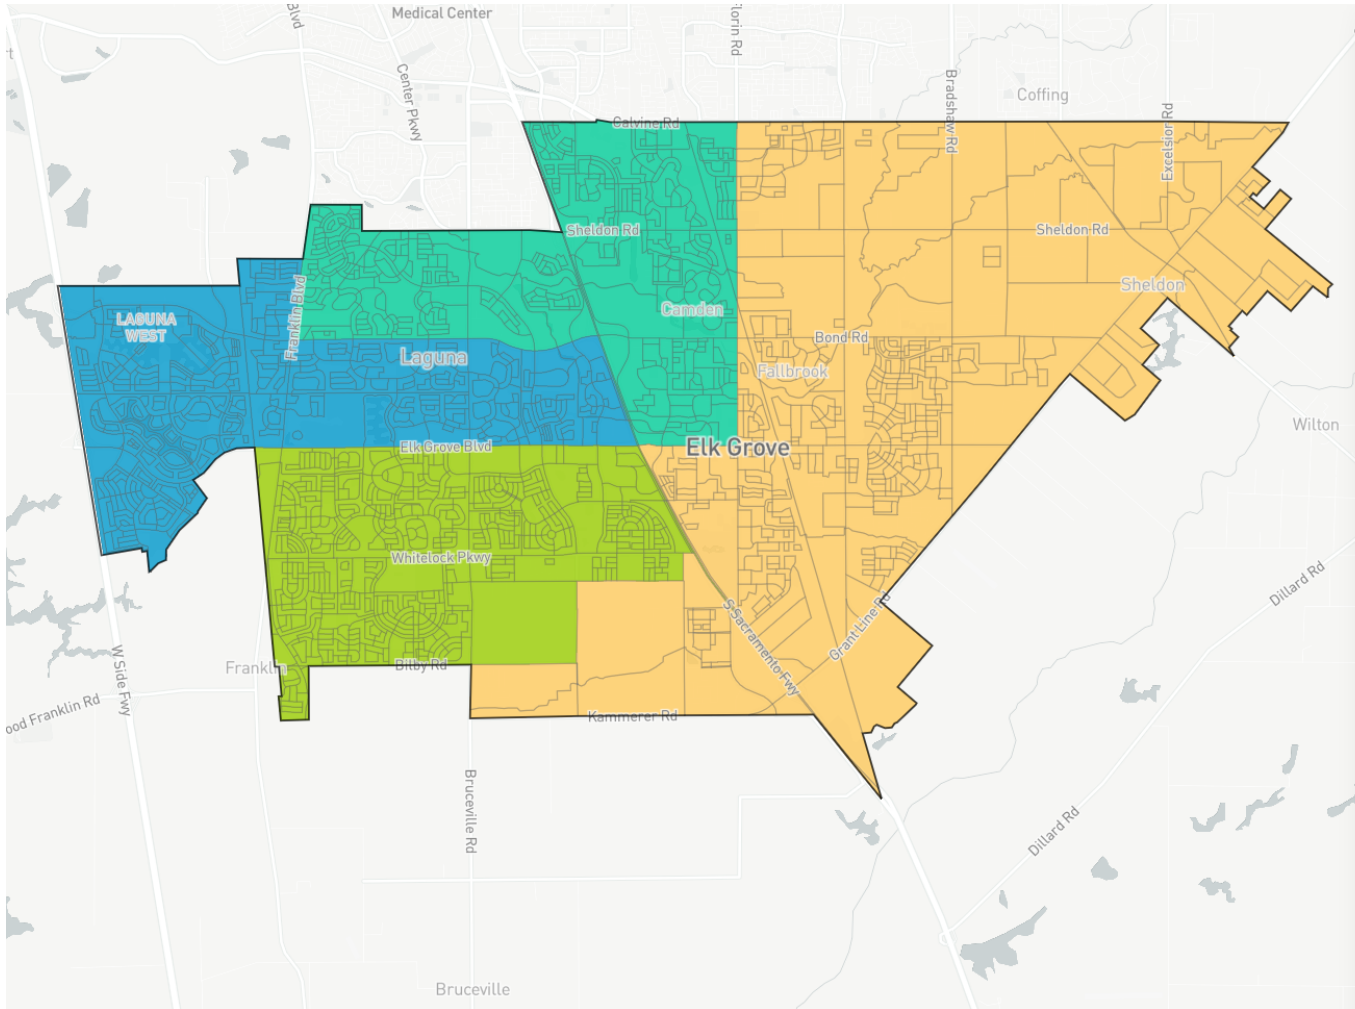 Medical Center
Blvd
Center Pkwy
Florin Rd
Bradshaw Rd
Coffing
Excelsior Rd
Calvine Rd
Sheldon Rd
Sheldon Rd
Sheldon
Camden
LAGUNA
WEST
Franklin Blvd
Laguna
Bond Rd
Fallbrook
Elk Grove Blvd
Elk Grove
Wilton
Whitelock Pkwy
Dillard Rd
S Sacramento Fwy
Grant Line Rd
Franklin
Bilby Rd
W Side Fwy
ood Franklin Rd
Kammerer Rd
Bruceville Rd
Dillard Rd
Bruceville